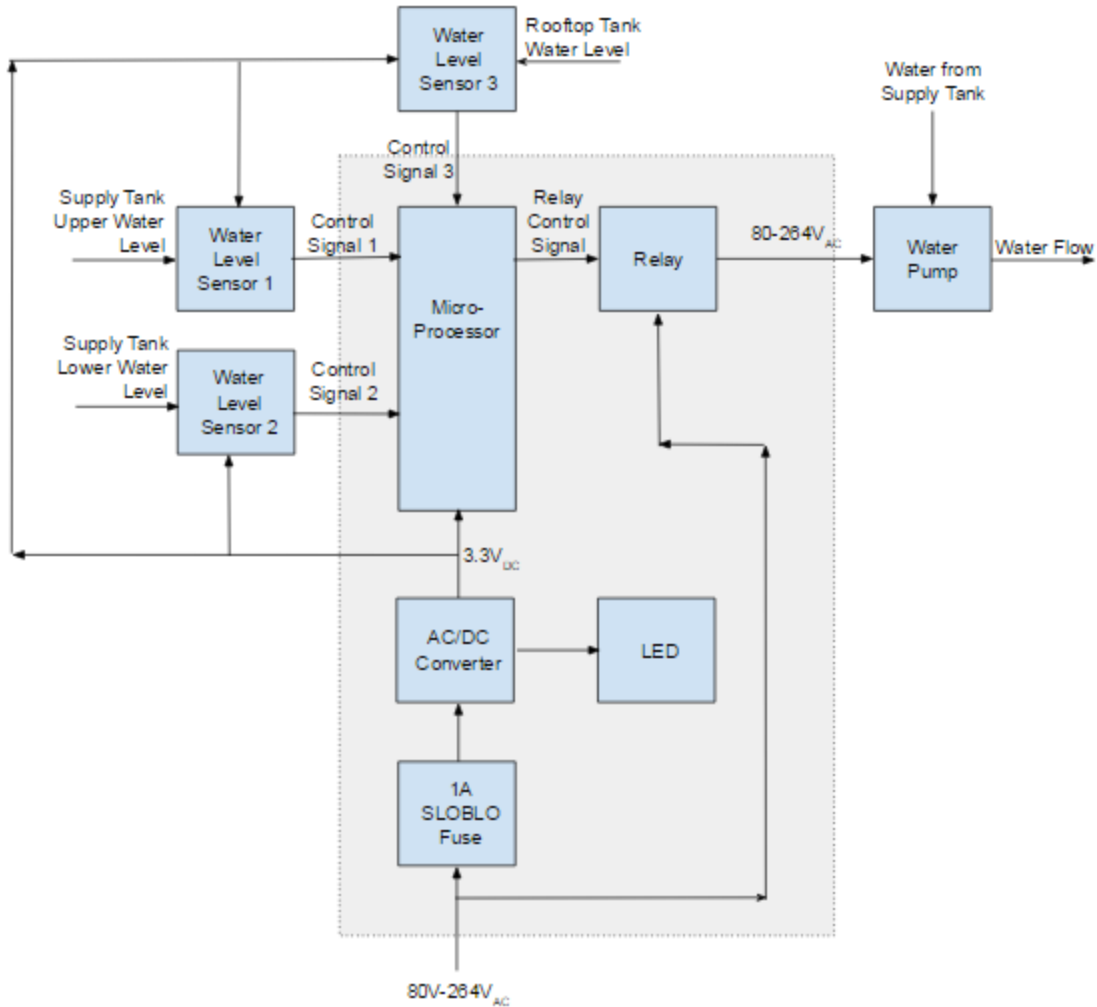 Water
Level
Sensor 3
Rooftop Tank
Water Level
Water from
Supply Tank
Control
Signal 3
Supply Tank
Upper Water
Level
Water
Level
Sensor 1
Control
Signal 1
Micro-
Processor
Relay
Control
Signal
Relay
80-264V_AC
Water
Pump
Water Flow
Supply Tank
Lower Water
Level
Water
Level
Sensor 2
Control
Signal 2
3.3V_DC
AC/DC
Converter
LED
1A
SLOBLO
Fuse
80V-264V_AC